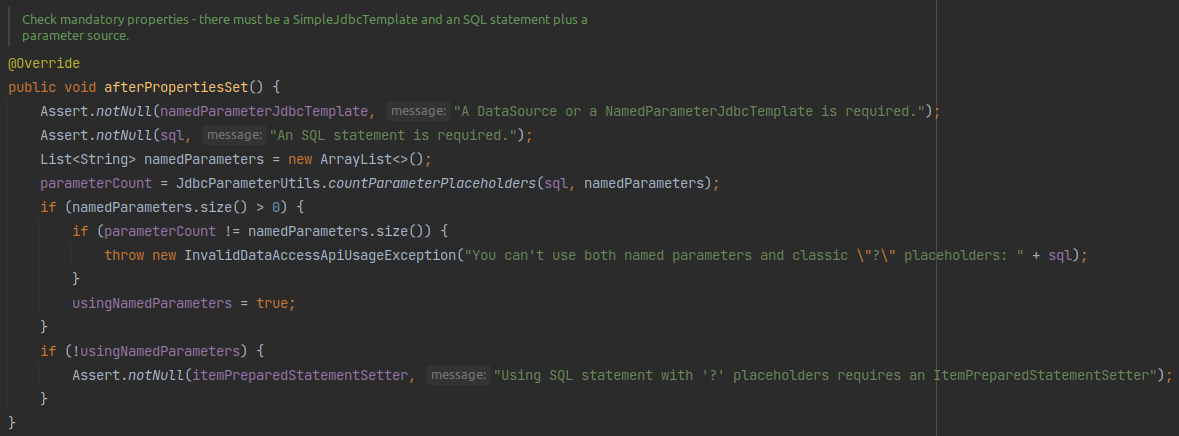 Check mandatory properties - there must be a SimpleJdbcTemplate and an SQL statement plus a
parameter source.
@Override
public void afterPropertiesSet() {
    Assert.notNull(namedParameterJdbcTemplate, message: "A DataSource or a NamedParameterJdbcTemplate is required.");
    Assert.notNull(sql, message: "An SQL statement is required.");
    List<String> namedParameters = new ArrayList<>();
    parameterCount = JdbcParameterUtils.countParameterPlaceholders(sql, namedParameters);
    if (namedParameters.size() > 0) {
        if (parameterCount != namedParameters.size()) {
            throw new InvalidDataAccessApiUsageException("You can't use both named parameters and classic \"?\" placeholders: " + sql);
        }
        usingNamedParameters = true;
    }
    if (!usingNamedParameters) {
        Assert.notNull(itemPreparedStatementSetter, message: "Using SQL statement with '?' placeholders requires an ItemPreparedStatementSetter");
    }
}